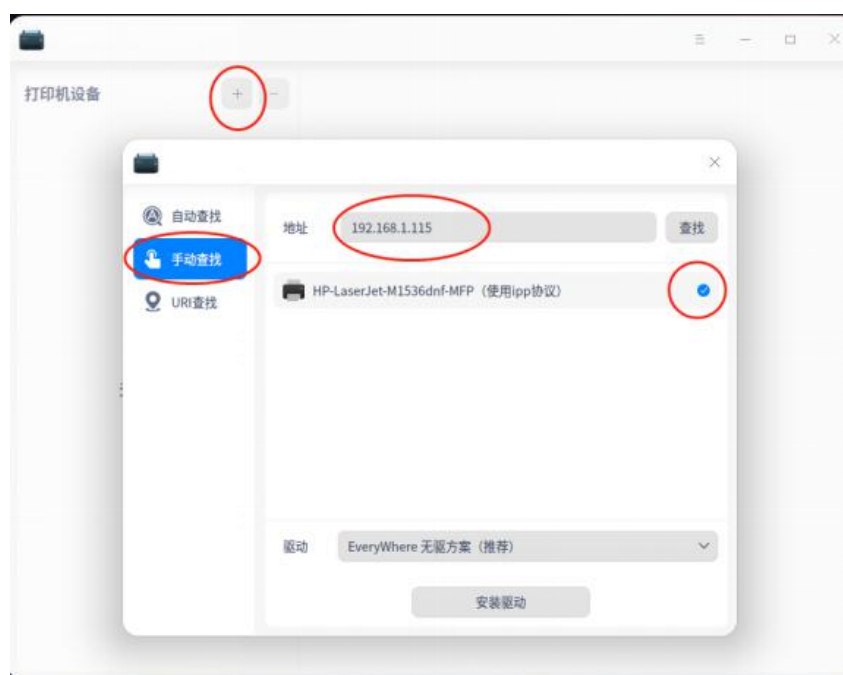 打印机设备
自动查找
手动查找
URI查找
地址
192.168.1.115
查找
HP-LaserJet-M1536dnf-MFP（使用ipp协议）
驱动
EveryWhere 无驱方案（推荐）
安装驱动